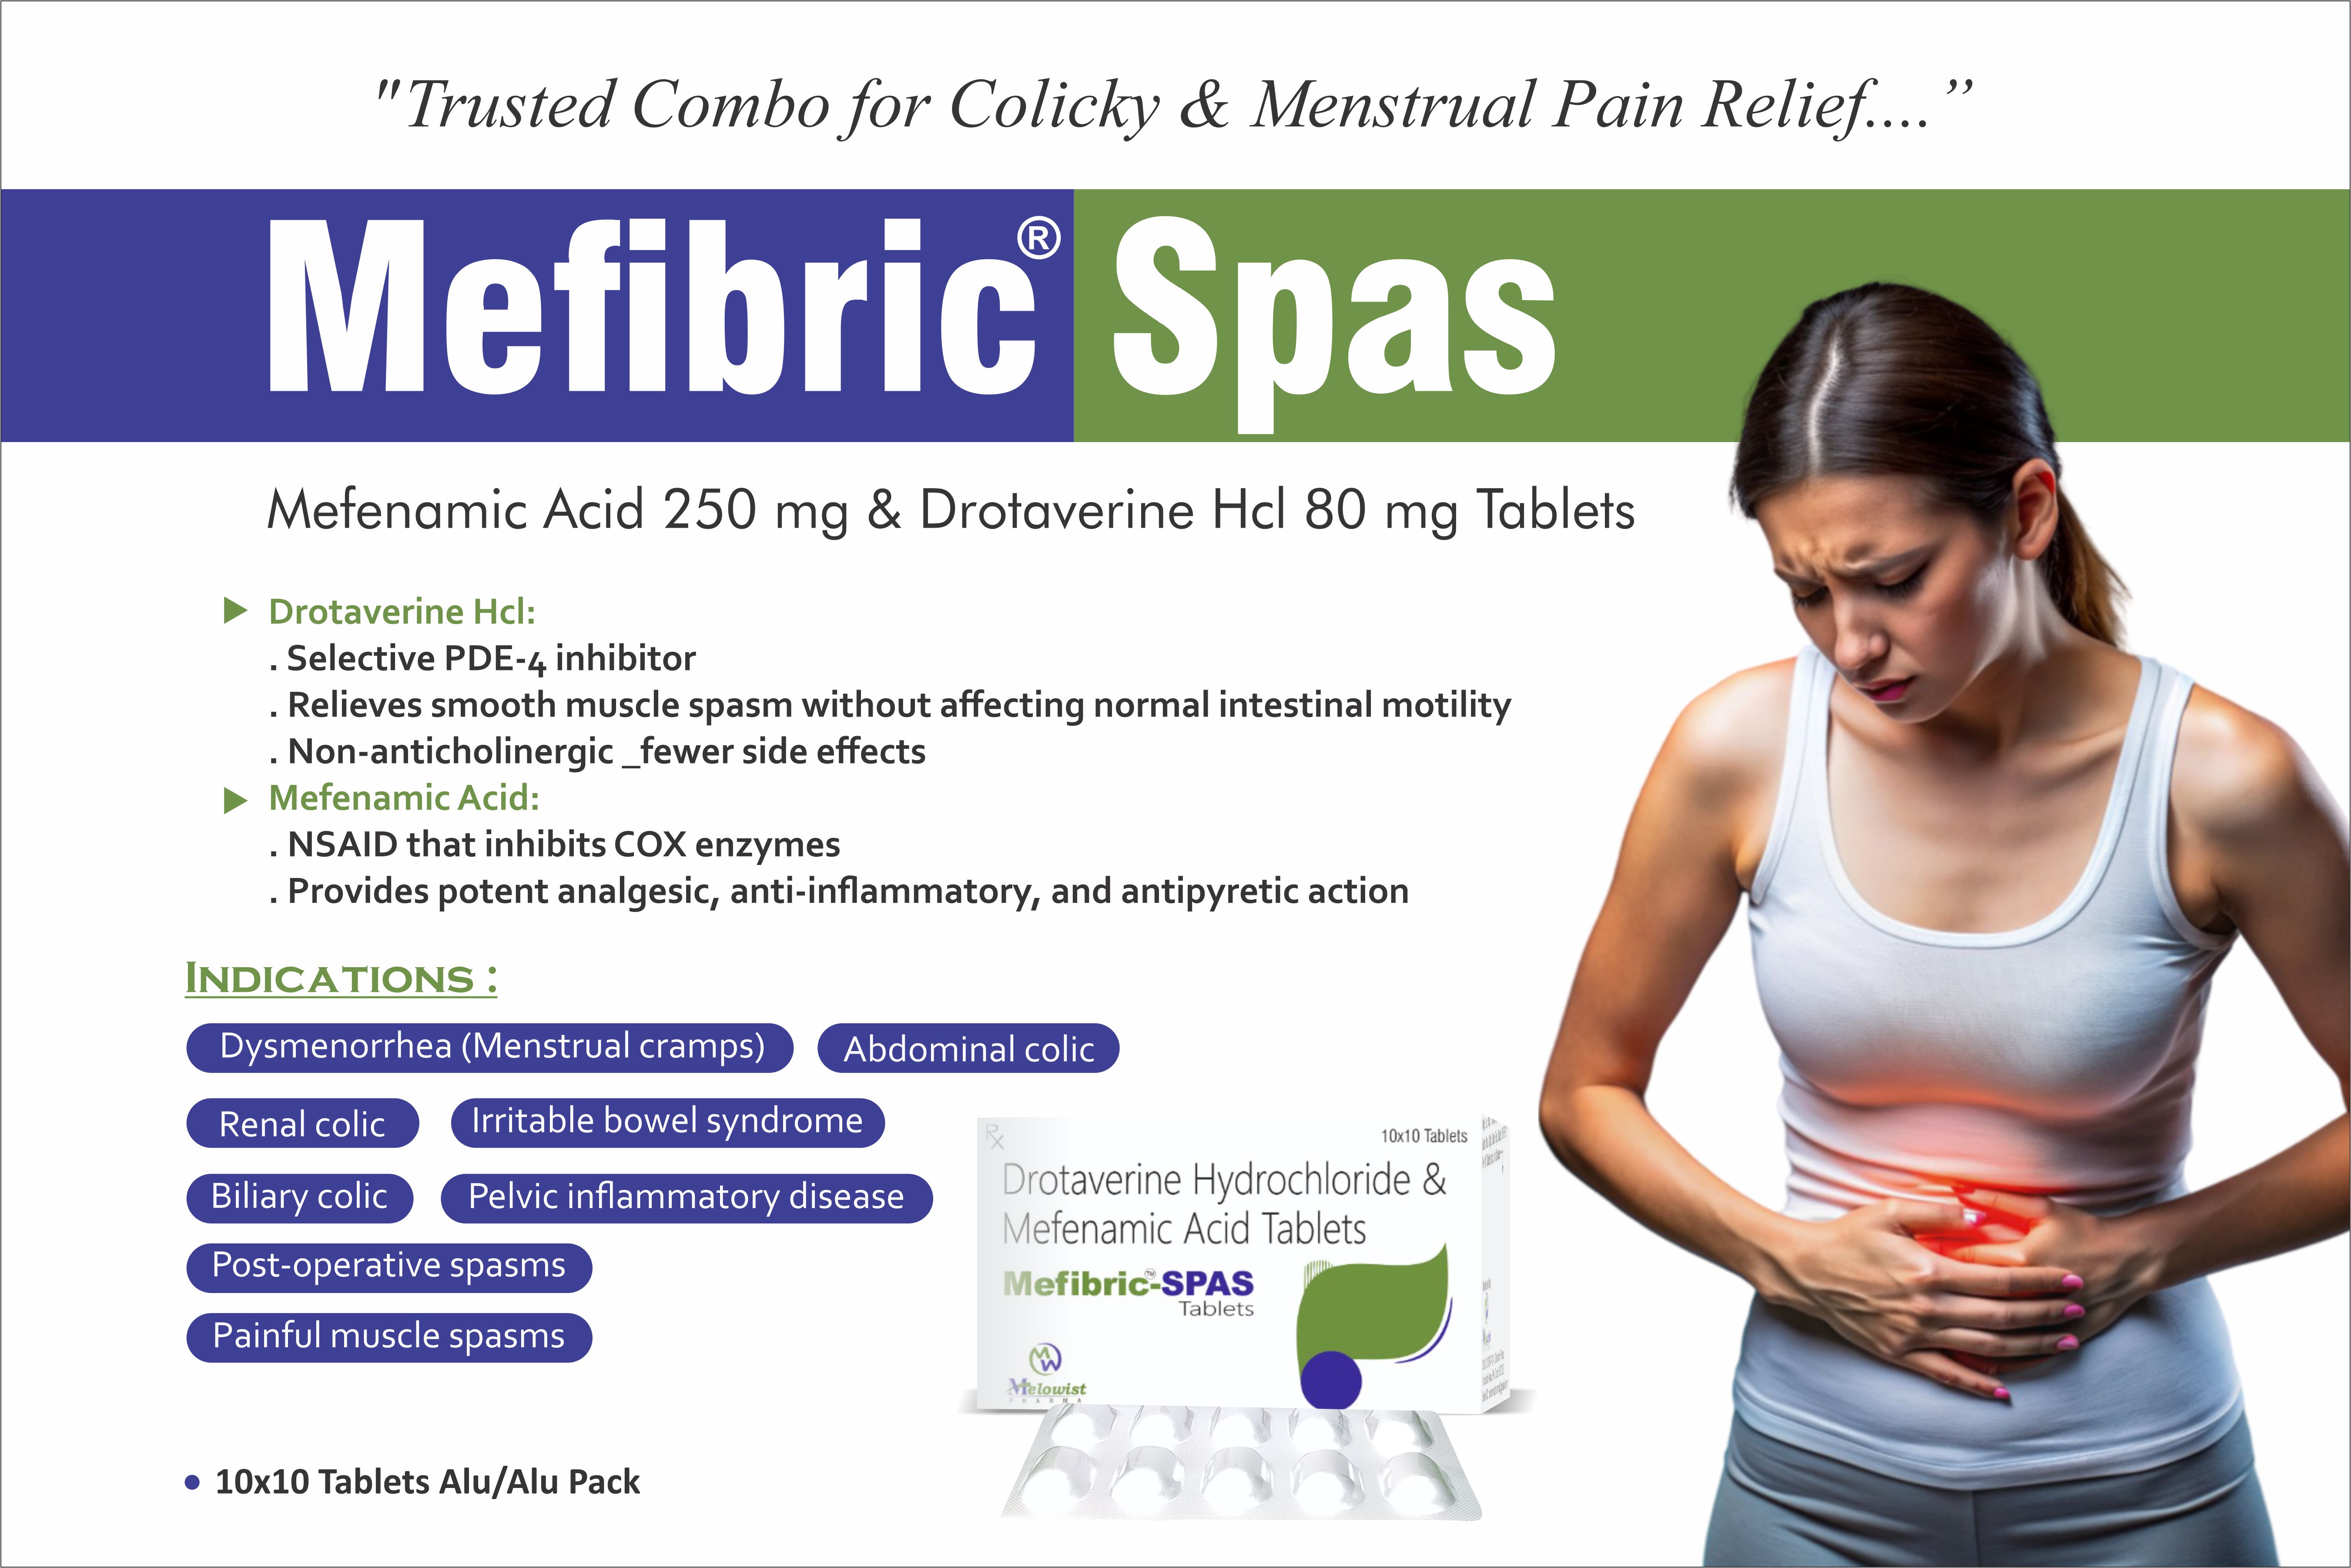 "Trusted Combo for Colicky & Menstrual Pain Relief....”
Mefibric® Spas
Mefenamic Acid 250 mg & Drotaverine Hcl 80 mg Tablets
Drotaverine Hcl:
. Selective PDE-4 inhibitor
. Relieves smooth muscle spasm without affecting normal intestinal motility
. Non-anticholinergic _fewer side effects
Mefenamic Acid:
. NSAID that inhibits COX enzymes
. Provides potent analgesic, anti-inflammatory, and antipyretic action
INDICATIONS :
Dysmenorrhea (Menstrual cramps) Abdominal colic
Renal colic Irritable bowel syndrome
Biliary colic Pelvic inflammatory disease
Post-operative spasms
Painful muscle spasms
Rx
10x10 Tablets
Drotaverine Hydrochloride &
Mefenamic Acid Tablets
Mefibric™-SPAS
Tablets
MW
Melowist
PHARMA
• 10x10 Tablets Alu/Alu Pack